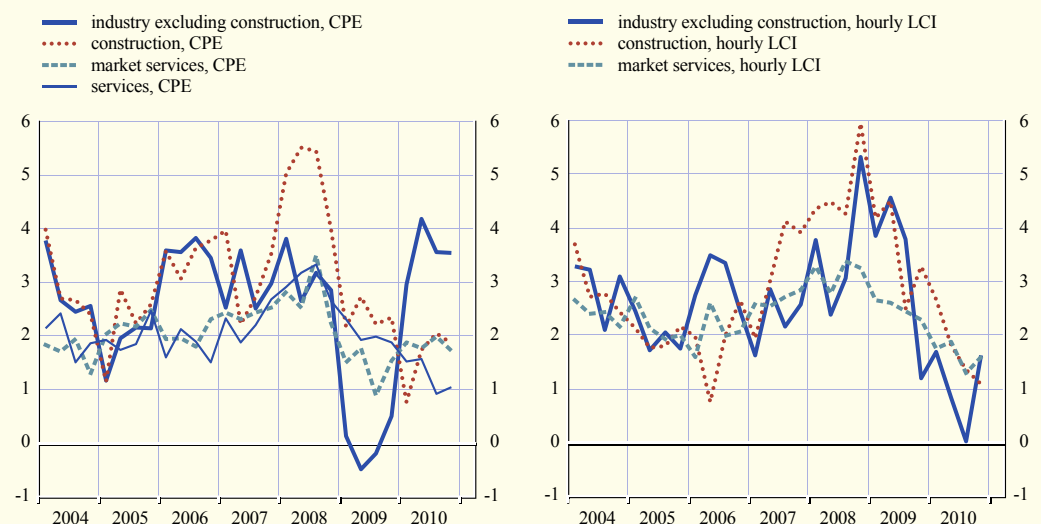 industry excluding construction, CPE
construction, CPE
market services, CPE
services, CPE
6 6
5 5
4 4
3 3
2 2
1 1
0 0
-1 -1
2004 2005 2006 2007 2008 2009 2010
industry excluding construction, hourly LCI
construction, hourly LCI
market services, hourly LCI
6 6
5 5
4 4
3 3
2 2
1 1
0 0
-1 -1
2004 2005 2006 2007 2008 2009 2010